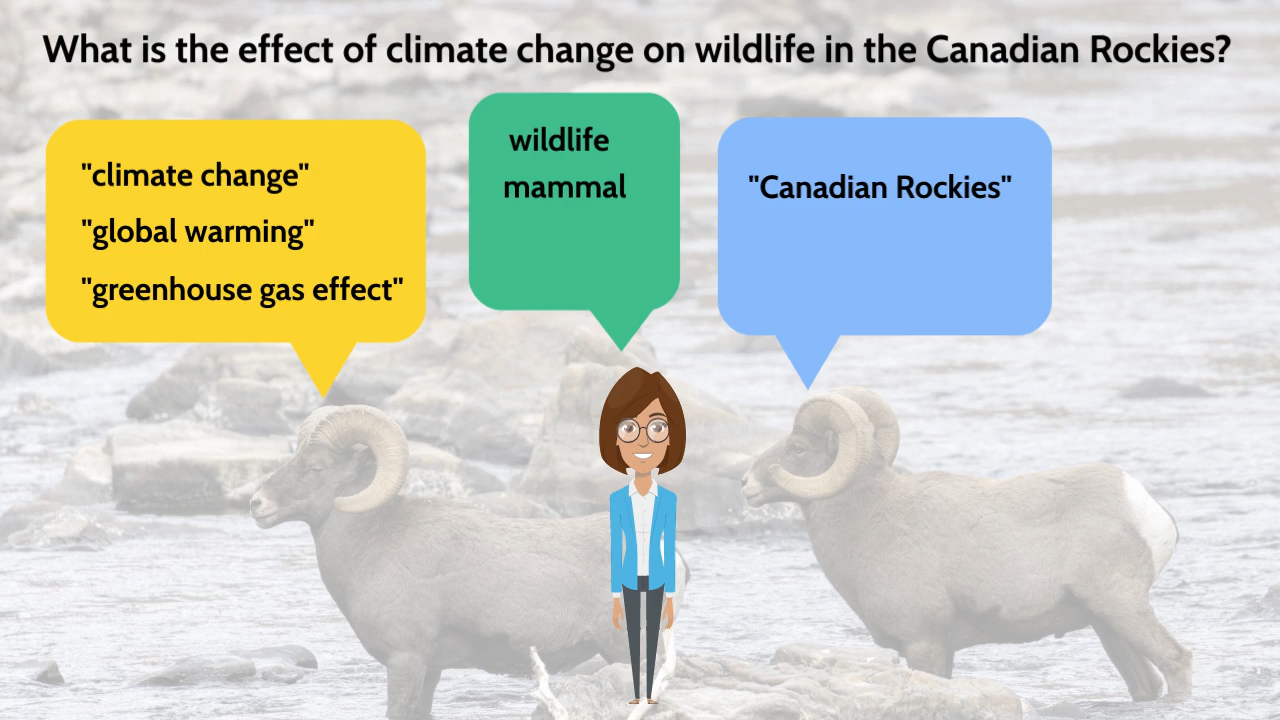 What is the effect of climate change on wildlife in the Canadian Rockies?
"climate change"
"global warming"
"greenhouse gas effect"
wildlife
mammal
"Canadian Rockies"